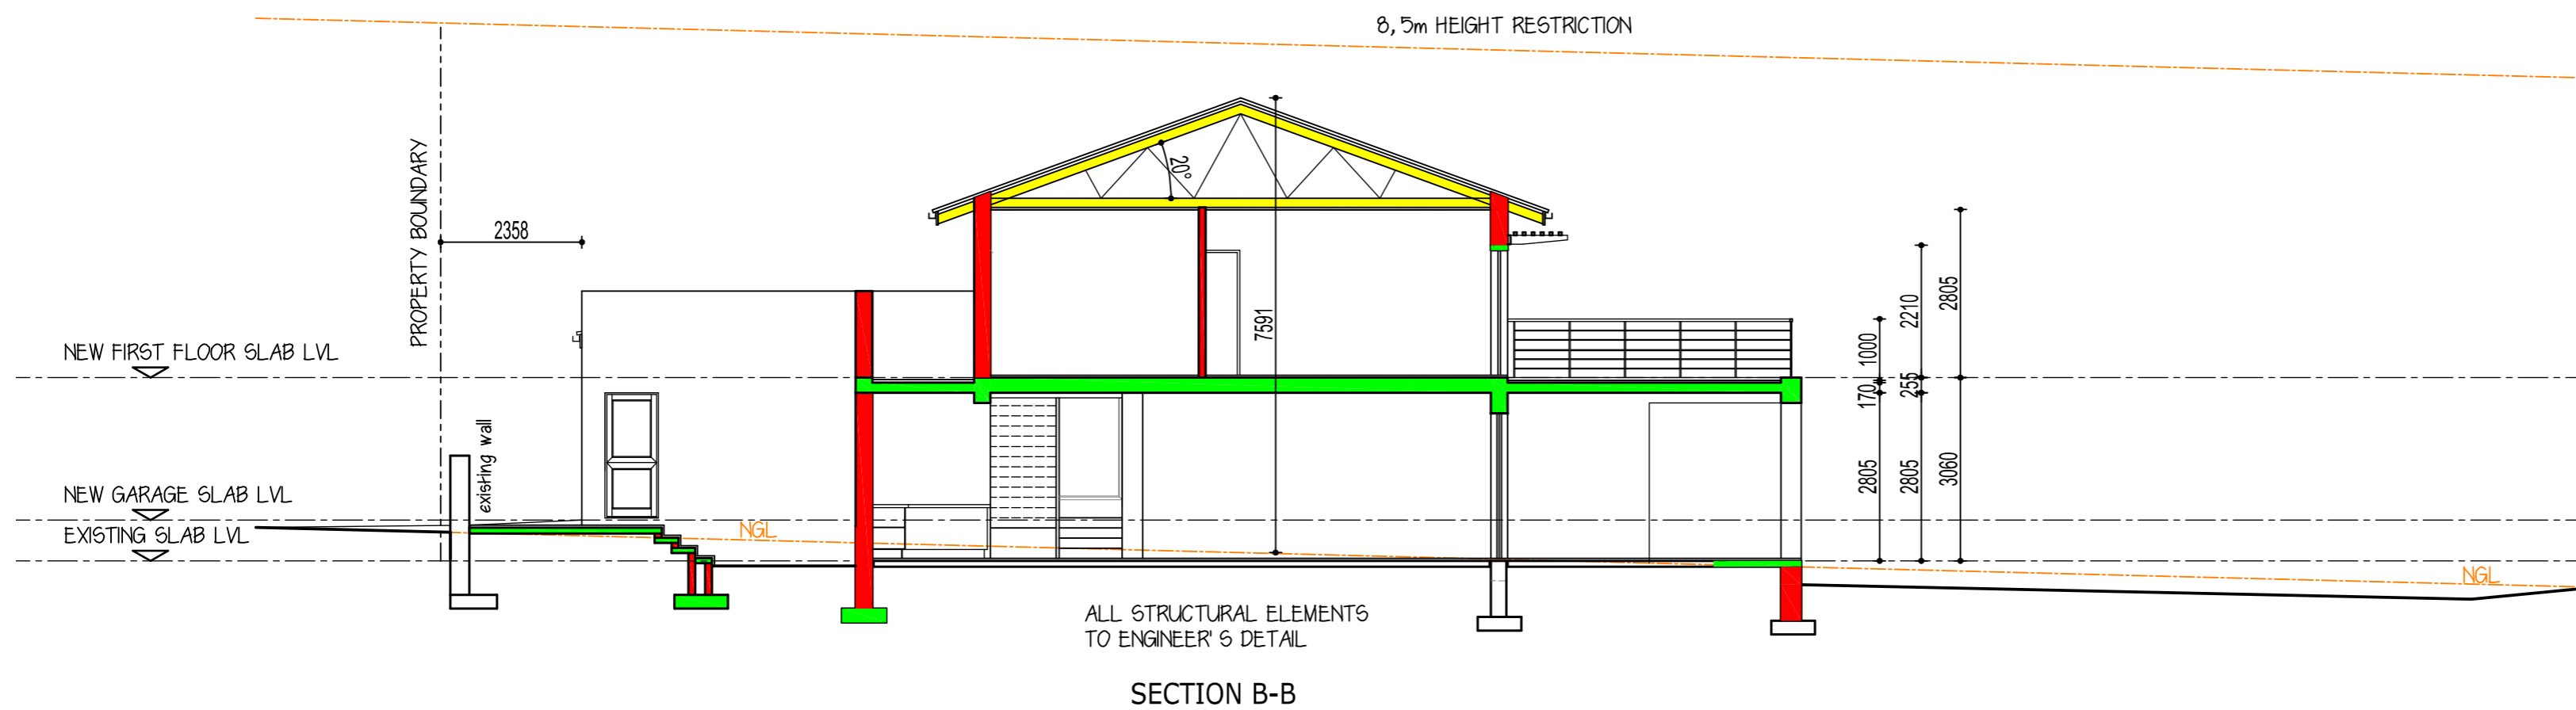 8,5m HEIGHT RESTRICTION
PROPERTY BOUNDARY
2358
20°
7591
2805
2210
1000
NEW FIRST FLOOR SLAB LVL
170
255
existing wall
2805
2805
3060
NEW GARAGE SLAB LVL
EXISTING SLAB LVL
NGL
NGL
ALL STRUCTURAL ELEMENTS
TO ENGINEER'S DETAIL
SECTION B-B